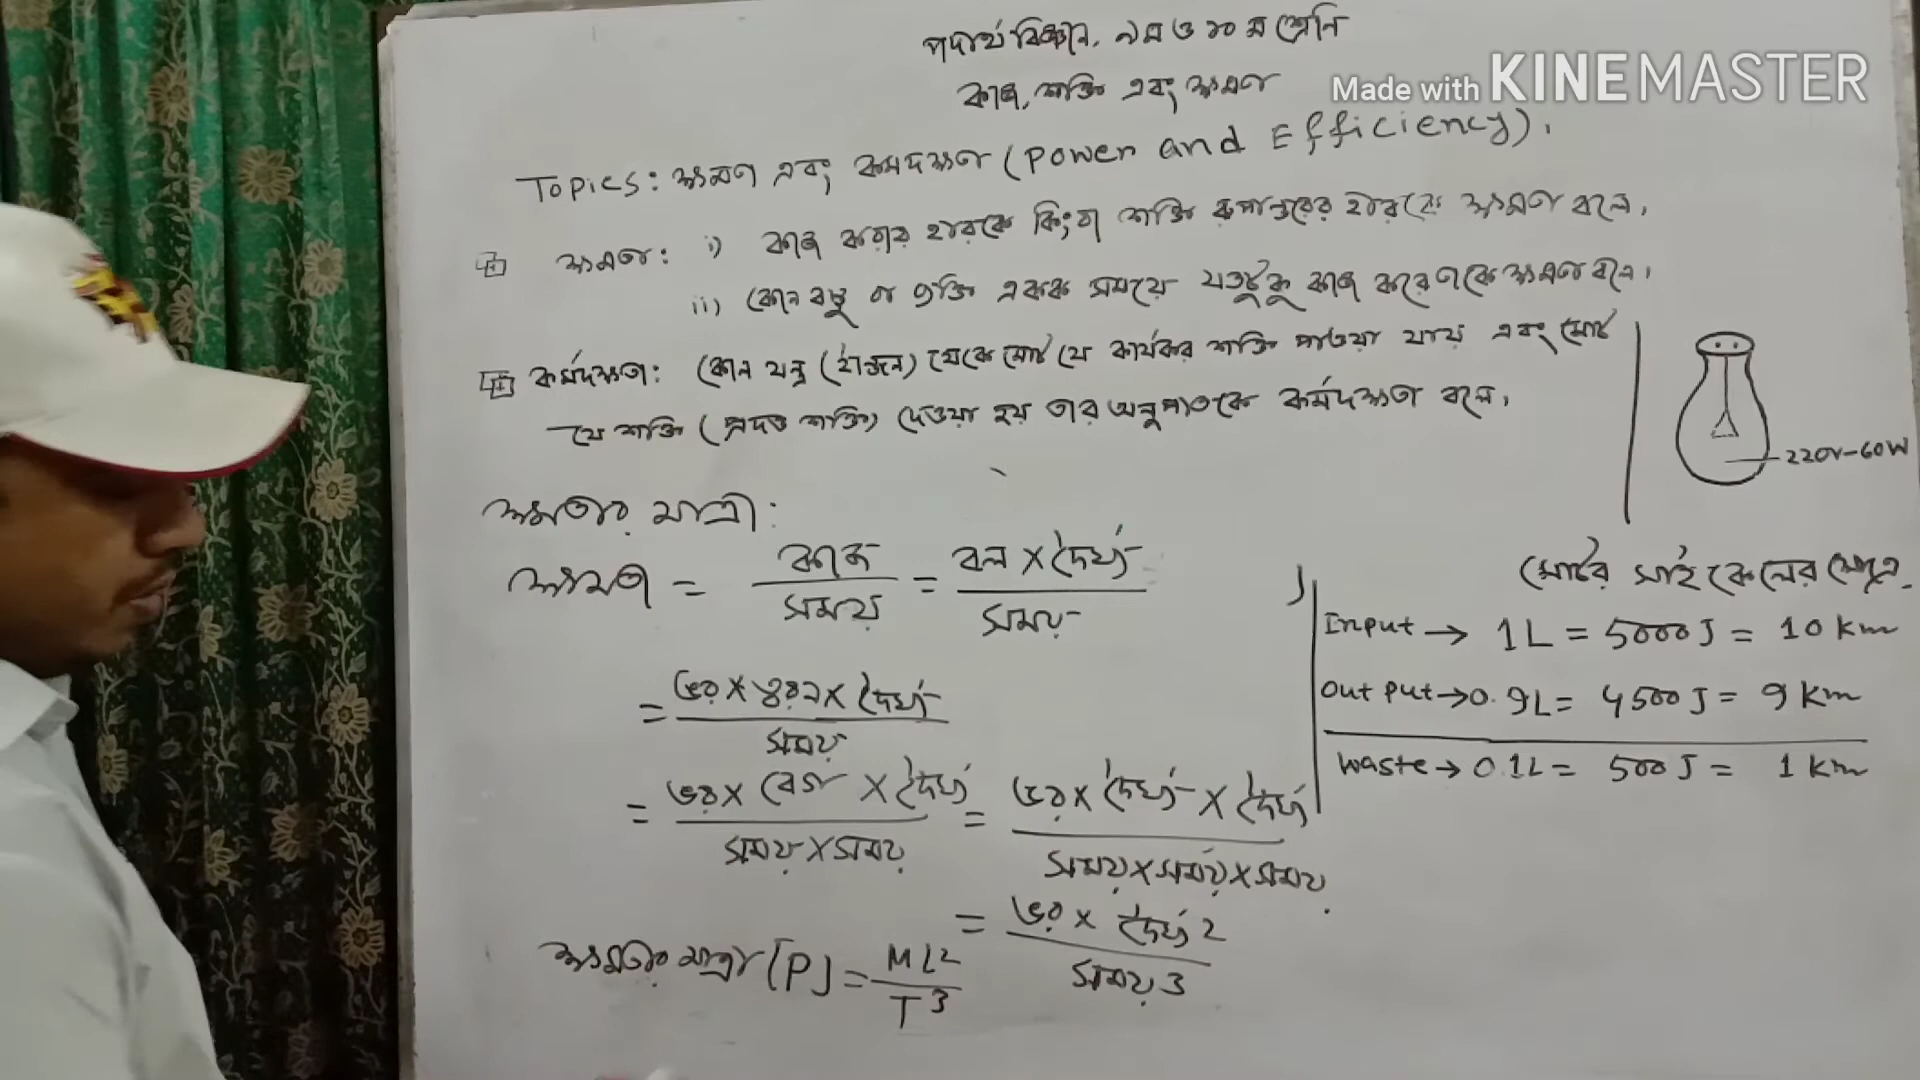 পদার্থ বিজ্ঞান, ৯ম ও ১০ম শ্রেনি
কাজ, শক্তি এবং ক্ষমতা
Made with KINEMASTER
Topics: ক্ষমতা এবং কর্মদক্ষতা (Power and Efficiency).
ক্ষমতা: i) কাজ করার হারকে কিংবা শক্তি রূপান্তরের হারকে ক্ষমতা বলে।
ii) কোন বস্তু বা ব্যক্তি একক সময়ে যতটুকু কাজ করে তাকে ক্ষমতা বলে।
কর্মদক্ষতা: কোন যন্ত্র (ইঞ্জিন) থেকে মোট যে কার্যকর শক্তি পাওয়া যায় এবং মোট
যে শক্তি (প্রদত্ত শক্তি) দেওয়া হয় তার অনুপাতকে কর্মদক্ষতা বলে।
220V-60W
ক্ষমতার মাত্রা:
ক্ষমতা = কাজ / সময় = বল × দৈর্ঘ্য / সময়
= ভর × ত্বরন × দৈর্ঘ্য / সময়
= ভর × বেগ × দৈর্ঘ্য / সময় × সময় = ভর × দৈর্ঘ্য × দৈর্ঘ্য / সময় × সময় × সময়
= ভর × দৈর্ঘ্য 2 / সময় 3
ক্ষমতার মাত্রা [P] = ML2 / T3
মোটর সাইকেলের ক্ষেত্রে
Input → 1L = 5000J = 10 km
Out put → 0.9L = 4500J = 9 km
Waste → 0.1L = 500J = 1 km